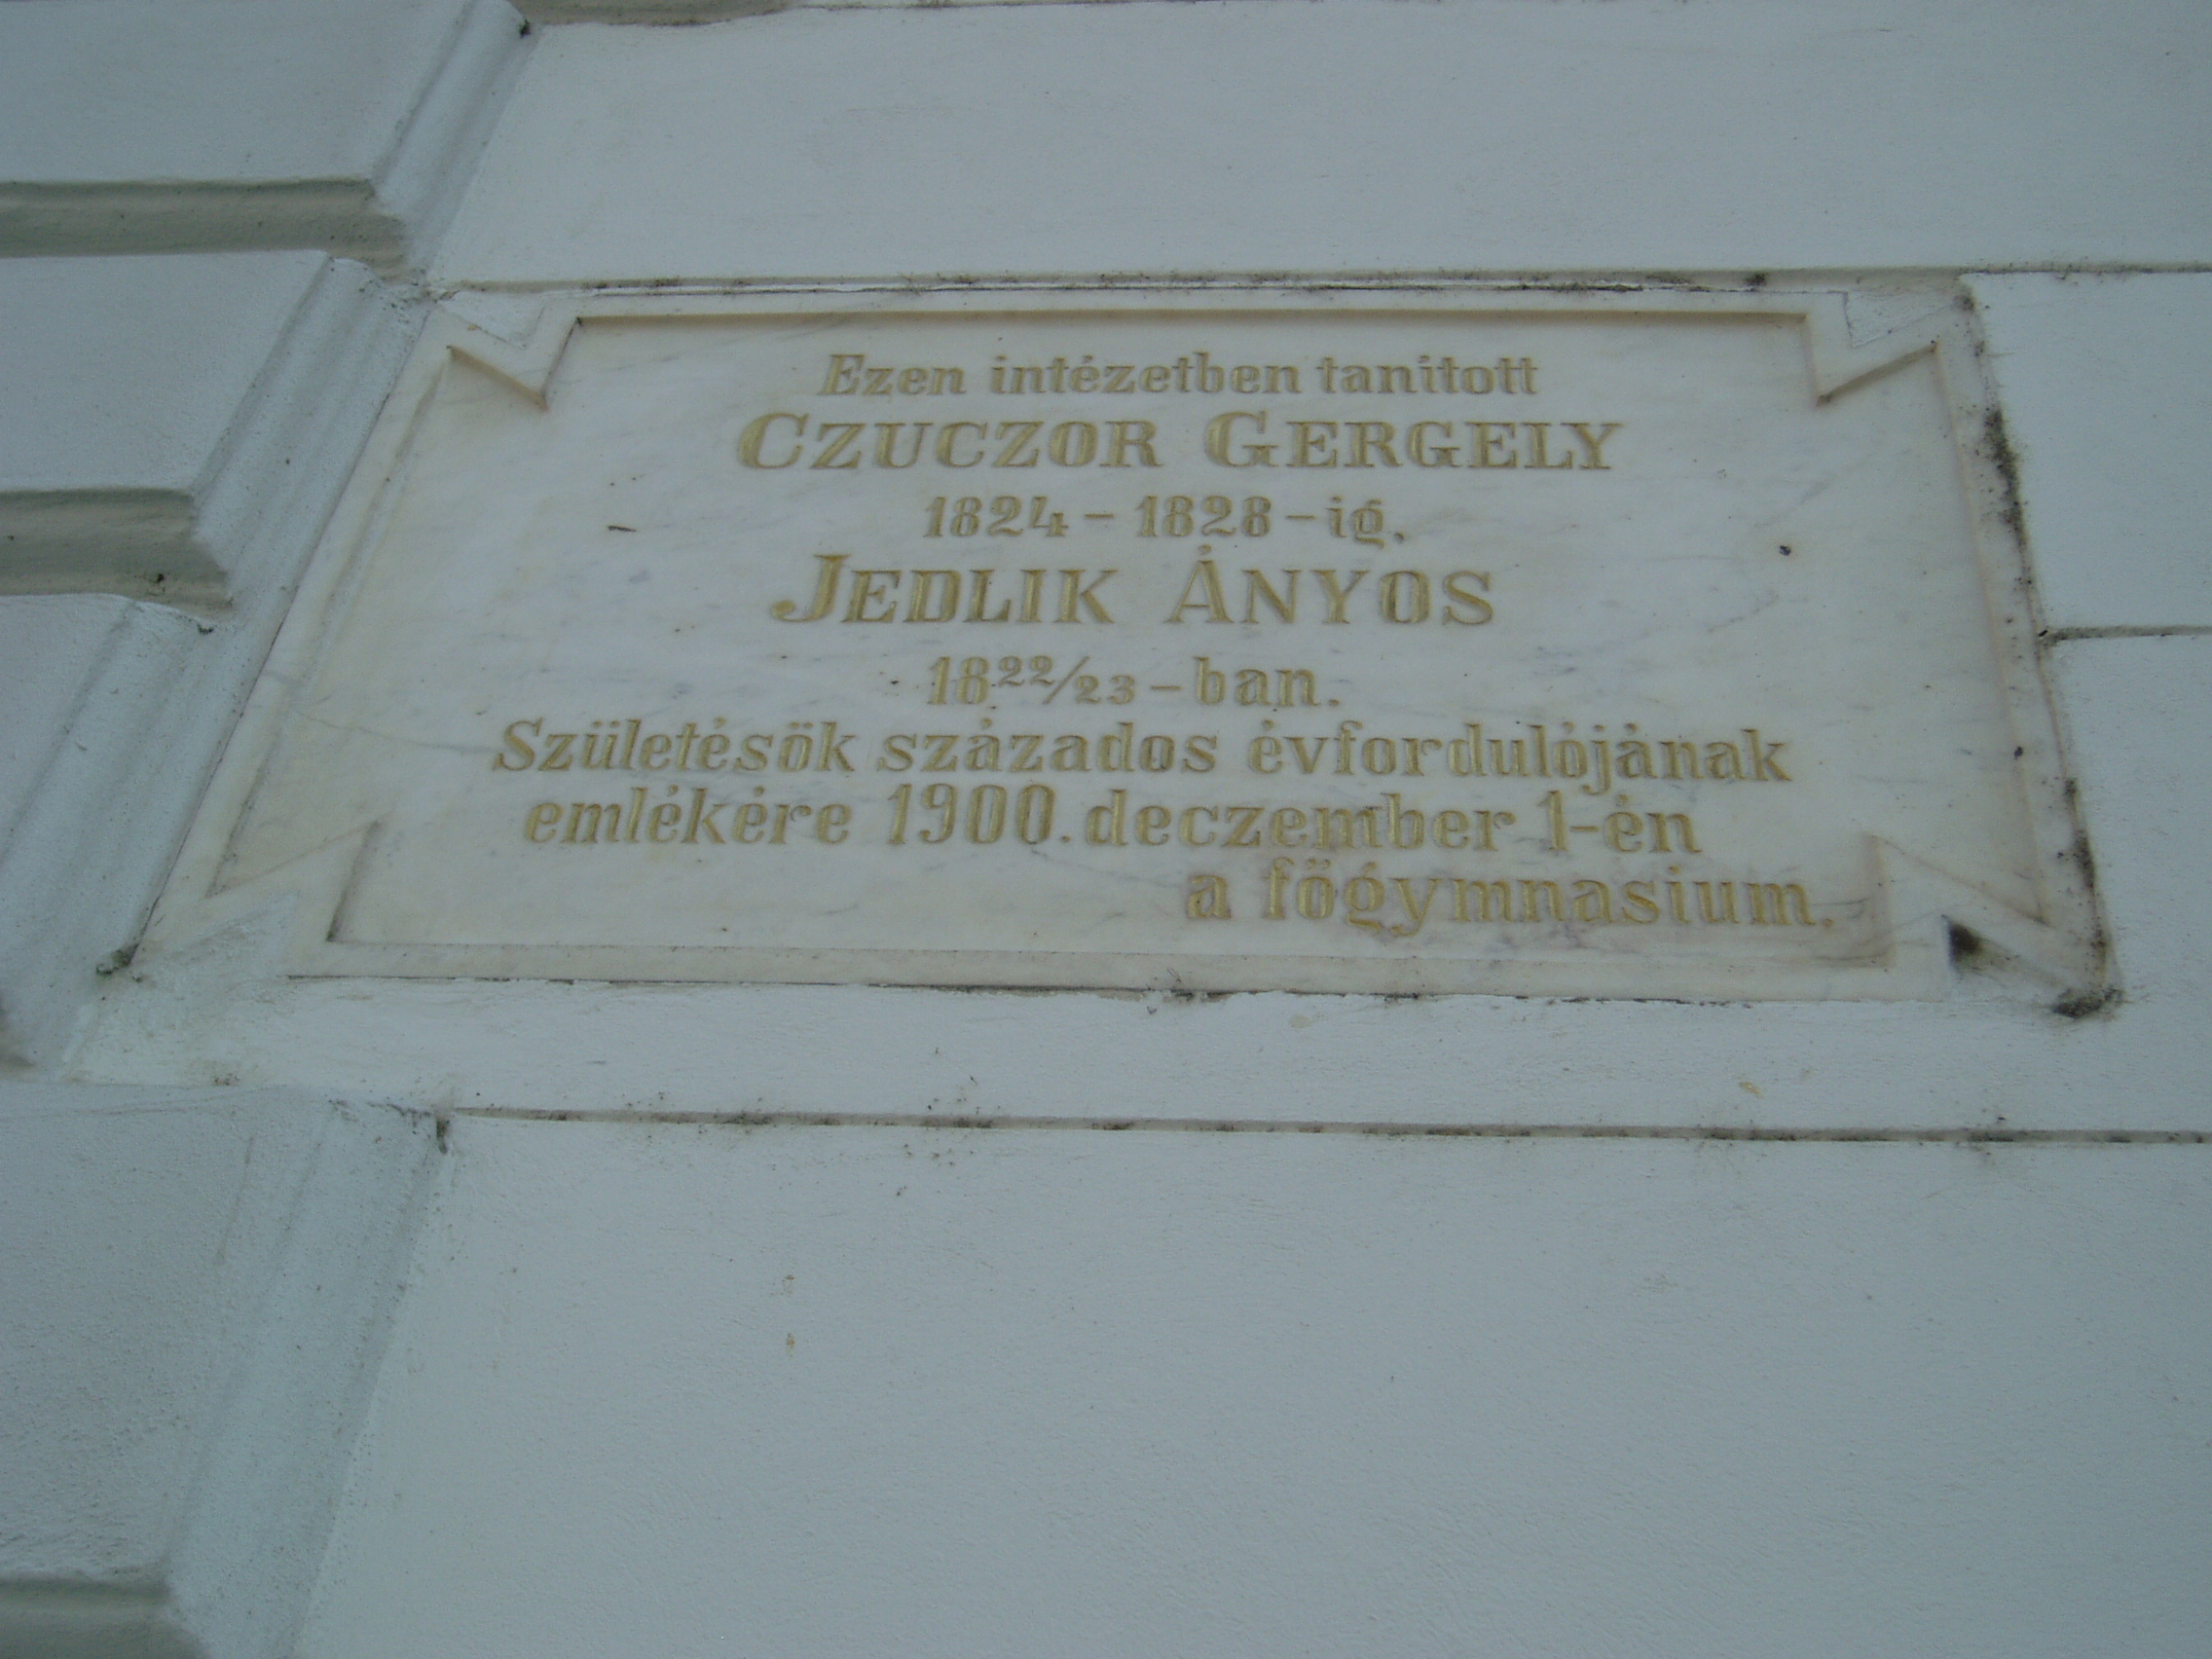 Ezen intézetben tanitott
CZUCZOR GERGELY
1824 - 1828 - ig.
JEDLIK ÁNYOS
1822/23 - ban.
Születésök százados évfordulójának
emlékére 1900. deczember 1-én
a főgymnasium.